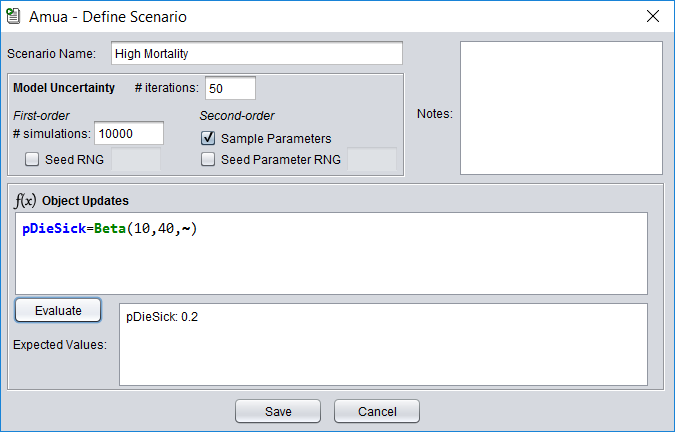 Amua - Define Scenario
Scenario Name: High Mortality
Model Uncertainty # iterations: 50
First-order
# simulations: 10000
Seed RNG
Second-order
Sample Parameters
Seed Parameter RNG
Notes:
f(x) Object Updates
pDieSick=Beta(10,40,~)
Evaluate
Expected Values:
pDieSick: 0.2
Save
Cancel